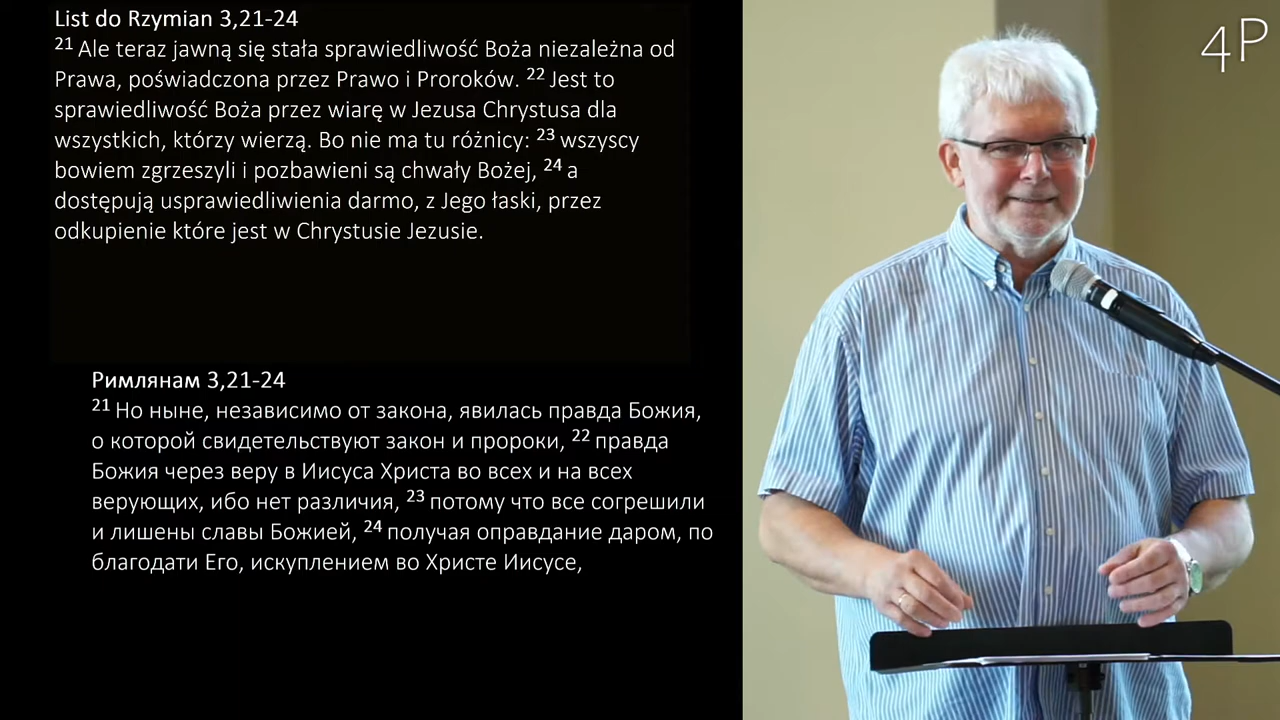 List do Rzymian 3,21-24
21 Ale teraz jawną się stała sprawiedliwość Boża niezależna od
Prawa, poświadczona przez Prawo i Proroków. 22 Jest to
sprawiedliwość Boża przez wiarę w Jezusa Chrystusa dla
wszystkich, którzy wierzą. Bo nie ma tu różnicy: 23 wszyscy
bowiem zgrzeszyli i pozbawieni są chwały Bożej, 24 a
dostępują usprawiedliwienia darmo, z Jego łaski, przez
odkupienie które jest w Chrystusie Jezusie.
Римлянам 3,21-24
21 Но ныне, независимо от закона, явилась правда Божия,
о которой свидетельствуют закон и пророки, 22 правда
Божия через веру в Иисуса Христа во всех и на всех
верующих, ибо нет различия, 23 потому что все согрешили
и лишены славы Божией, 24 получая оправдание даром, по
благодати Его, искуплением во Христе Иисусе,
4P